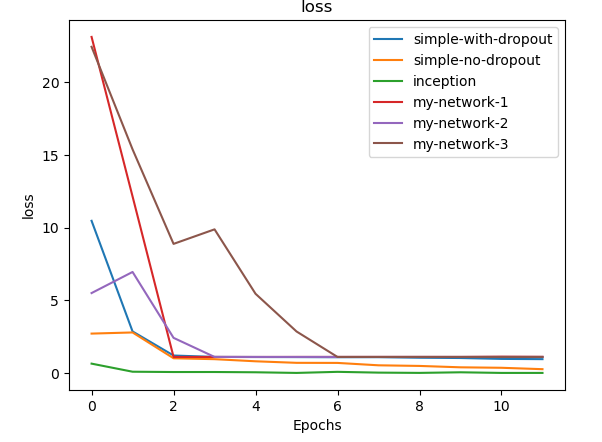 loss
simple-with-dropout
simple-no-dropout
inception
my-network-1
my-network-2
my-network-3
20
15
10
5
0
loss
0 2 4 6 8 10
Epochs